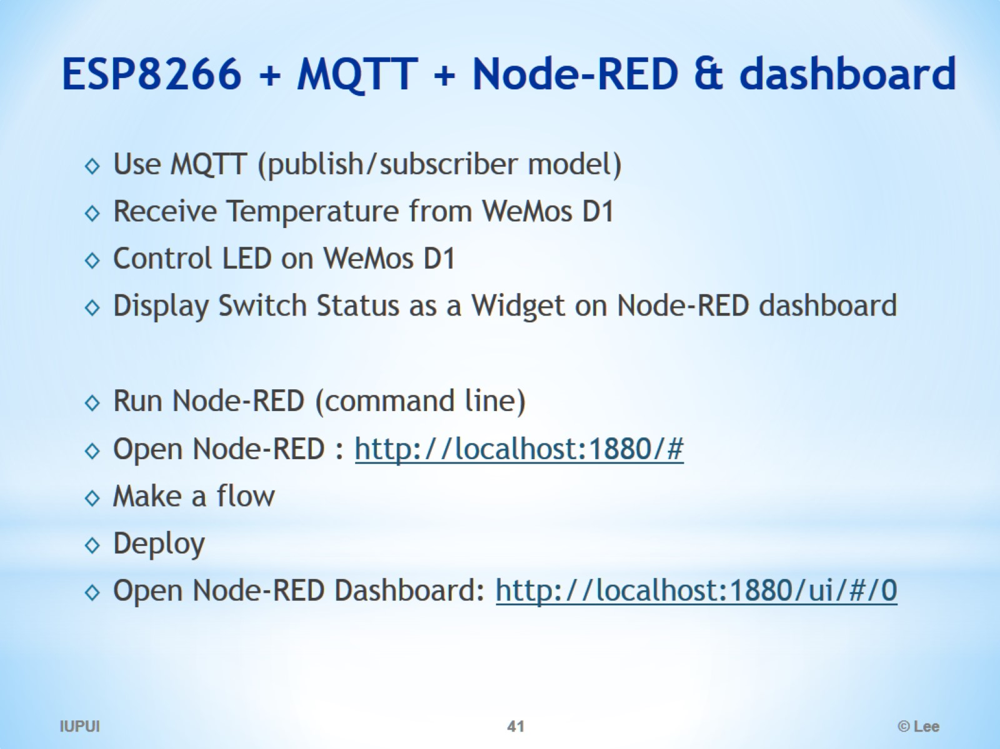 ESP8266 + MQTT + Node-RED & dashboard
◇ Use MQTT (publish/subscriber model)
◇ Receive Temperature from WeMos D1
◇ Control LED on WeMos D1
◇ Display Switch Status as a Widget on Node-RED dashboard
◇ Run Node-RED (command line)
◇ Open Node-RED : http://localhost:1880/#
◇ Make a flow
◇ Deploy
◇ Open Node-RED Dashboard: http://localhost:1880/ui/#/0
IUPUI 41 © Lee